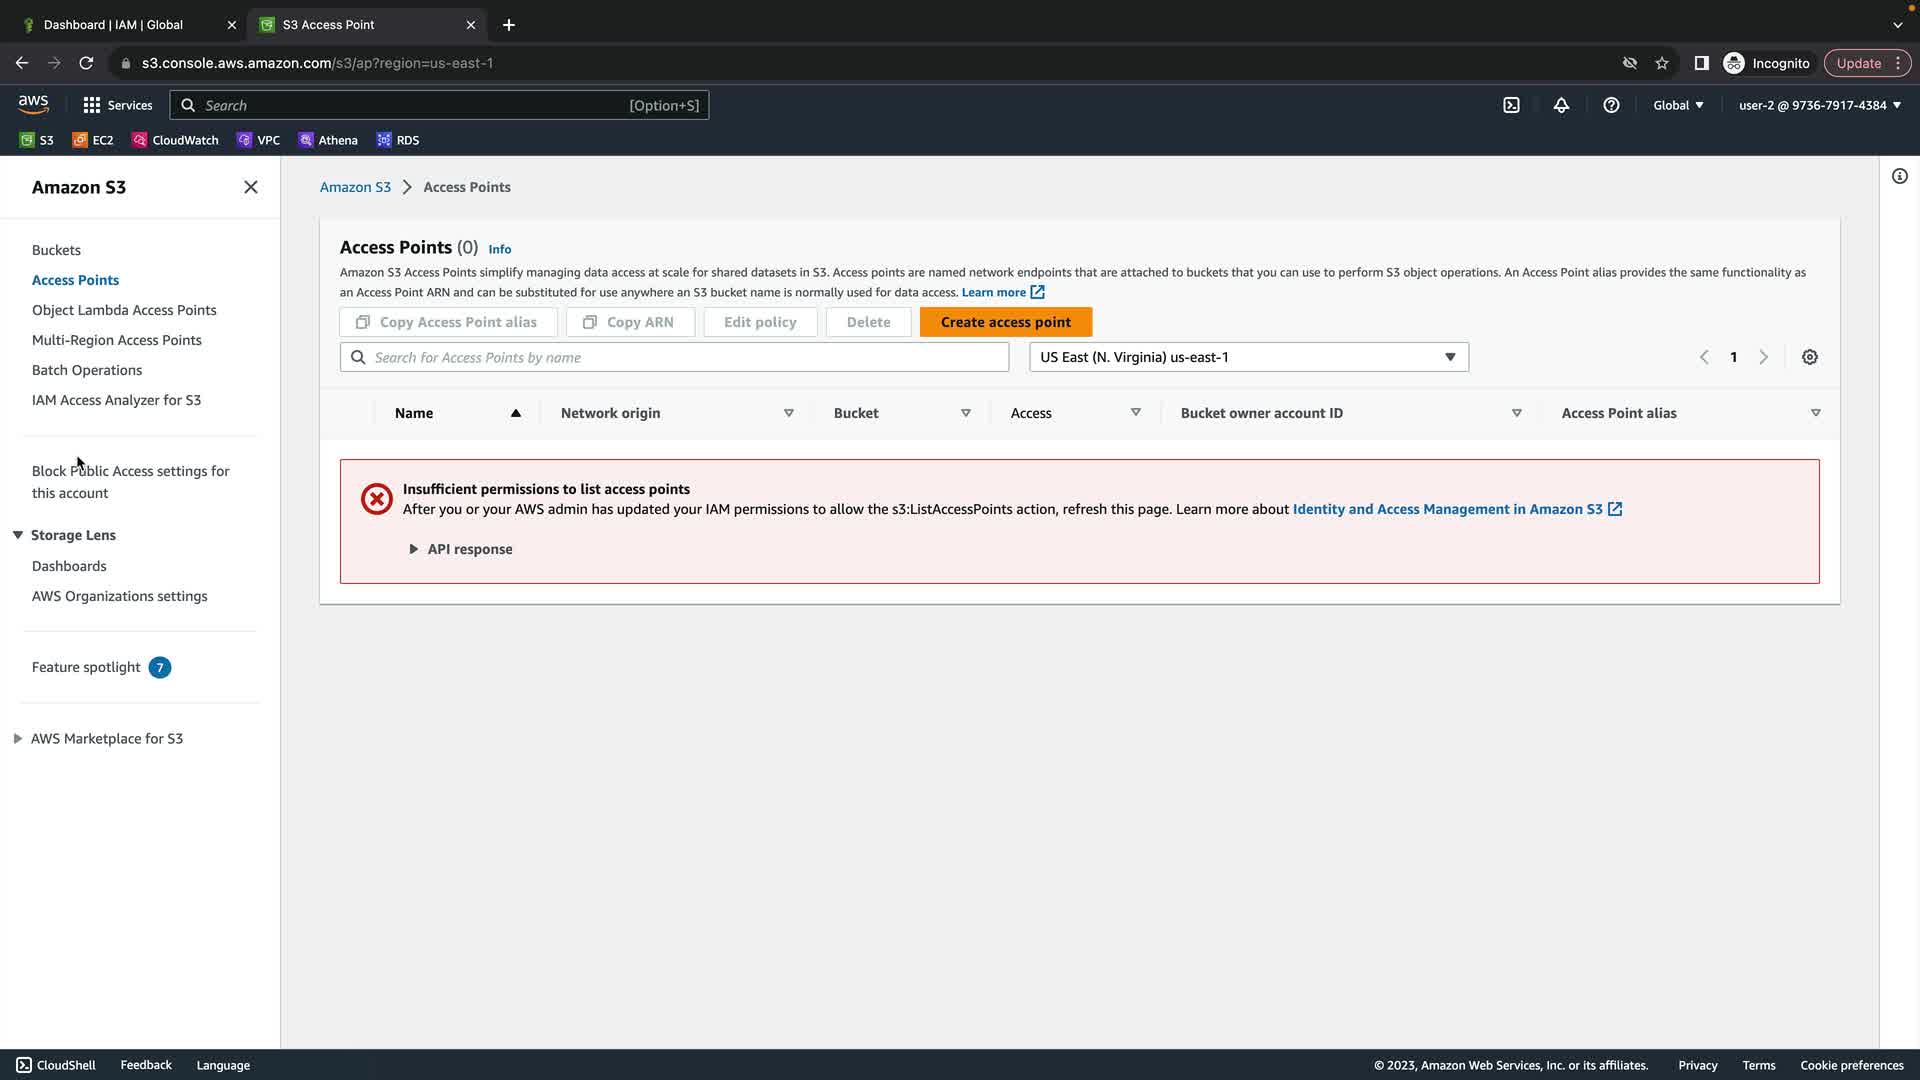 Dashboard | IAM | Global
S3 Access Point
s3.console.aws.amazon.com/s3/ap?region=us-east-1
Incognito
Update
aws
Services
Search
[Option+S]
Global
user-2 @ 9736-7917-4384
S3
EC2
CloudWatch
VPC
Athena
RDS
Amazon S3
Buckets
Access Points
Object Lambda Access Points
Multi-Region Access Points
Batch Operations
IAM Access Analyzer for S3
Block Public Access settings for
this account
Storage Lens
Dashboards
AWS Organizations settings
Feature spotlight 7
AWS Marketplace for S3
Amazon S3
Access Points
Access Points (0) Info
Amazon S3 Access Points simplify managing data access at scale for shared datasets in S3. Access points are named network endpoints that are attached to buckets that you can use to perform S3 object operations. An Access Point alias provides the same functionality as
an Access Point ARN and can be substituted for use anywhere an S3 bucket name is normally used for data access. Learn more
Copy Access Point alias
Copy ARN
Edit policy
Delete
Create access point
Search for Access Points by name
US East (N. Virginia) us-east-1
1
Name
Network origin
Bucket
Access
Bucket owner account ID
Access Point alias
Insufficient permissions to list access points
After you or your AWS admin has updated your IAM permissions to allow the s3:ListAccessPoints action, refresh this page. Learn more about Identity and Access Management in Amazon S3
API response
CloudShell
Feedback
Language
© 2023, Amazon Web Services, Inc. or its affiliates.
Privacy
Terms
Cookie preferences